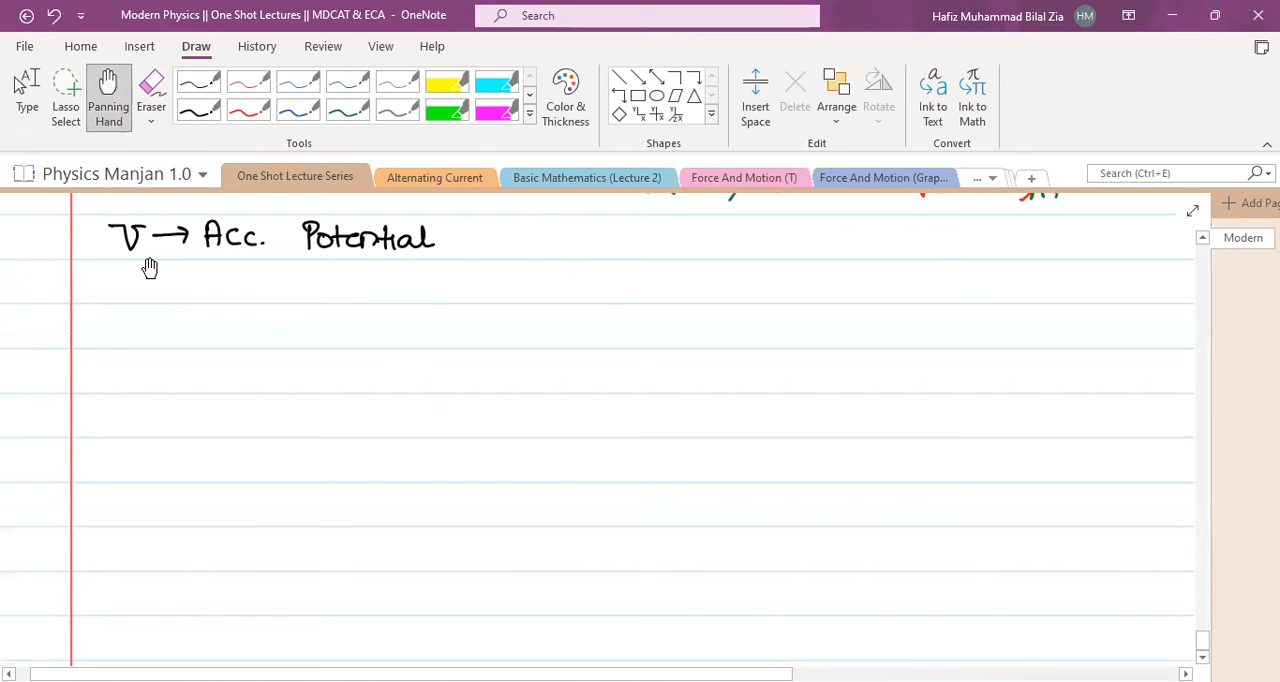 Modern Physics || One Shot Lectures || MDCAT & ECA - OneNote
Search
Hafiz Muhammad Bilal Zia HM
File Home Insert Draw History Review View Help
Type Lasso Select Panning Hand Eraser Color & Thickness Insert Space Delete Arrange Rotate Ink to Text Ink to Math
Tools Shapes Edit Convert
Physics Manjan 1.0 One Shot Lecture Series Alternating Current Basic Mathematics (Lecture 2) Force And Motion (T) Force And Motion (Grap... ... + Search (Ctrl+E)
+ Add Pag
V → Acc. Potential
Modern